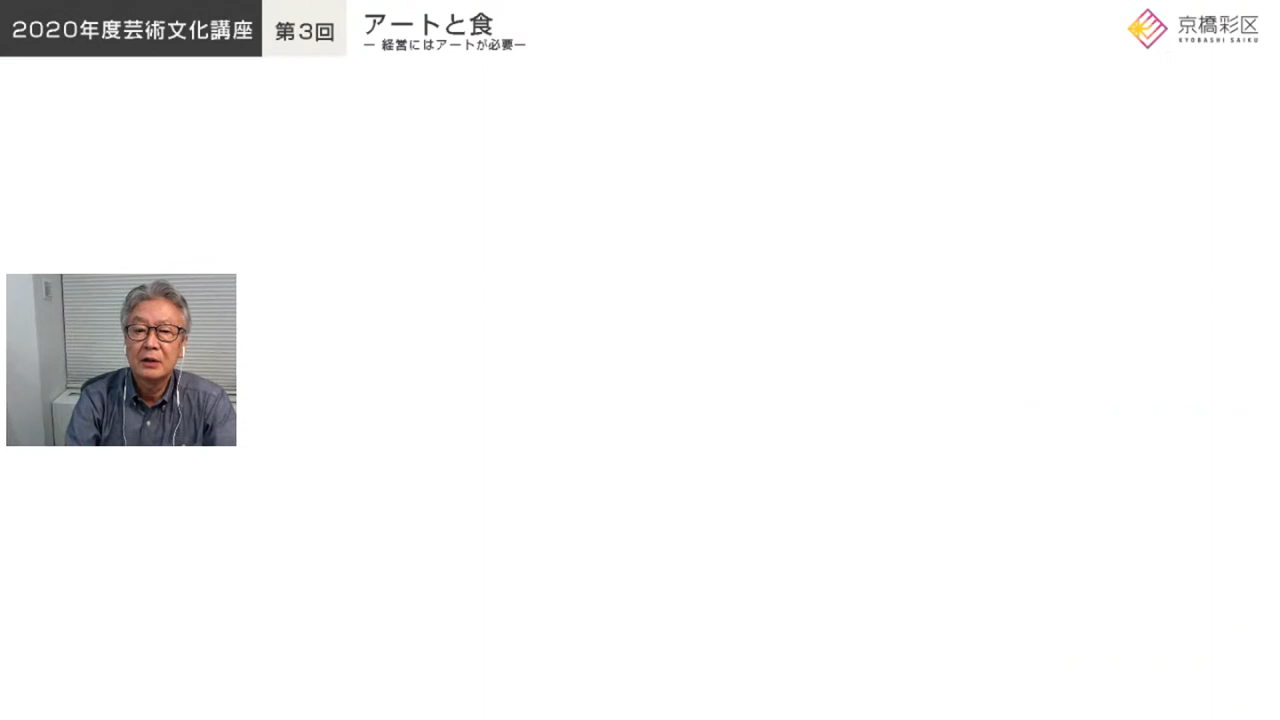 2020年度芸術文化講座
第3回
アートと食
ー 経営にはアートが必要ー
京橋彩区
KYOBASHI SAIKU